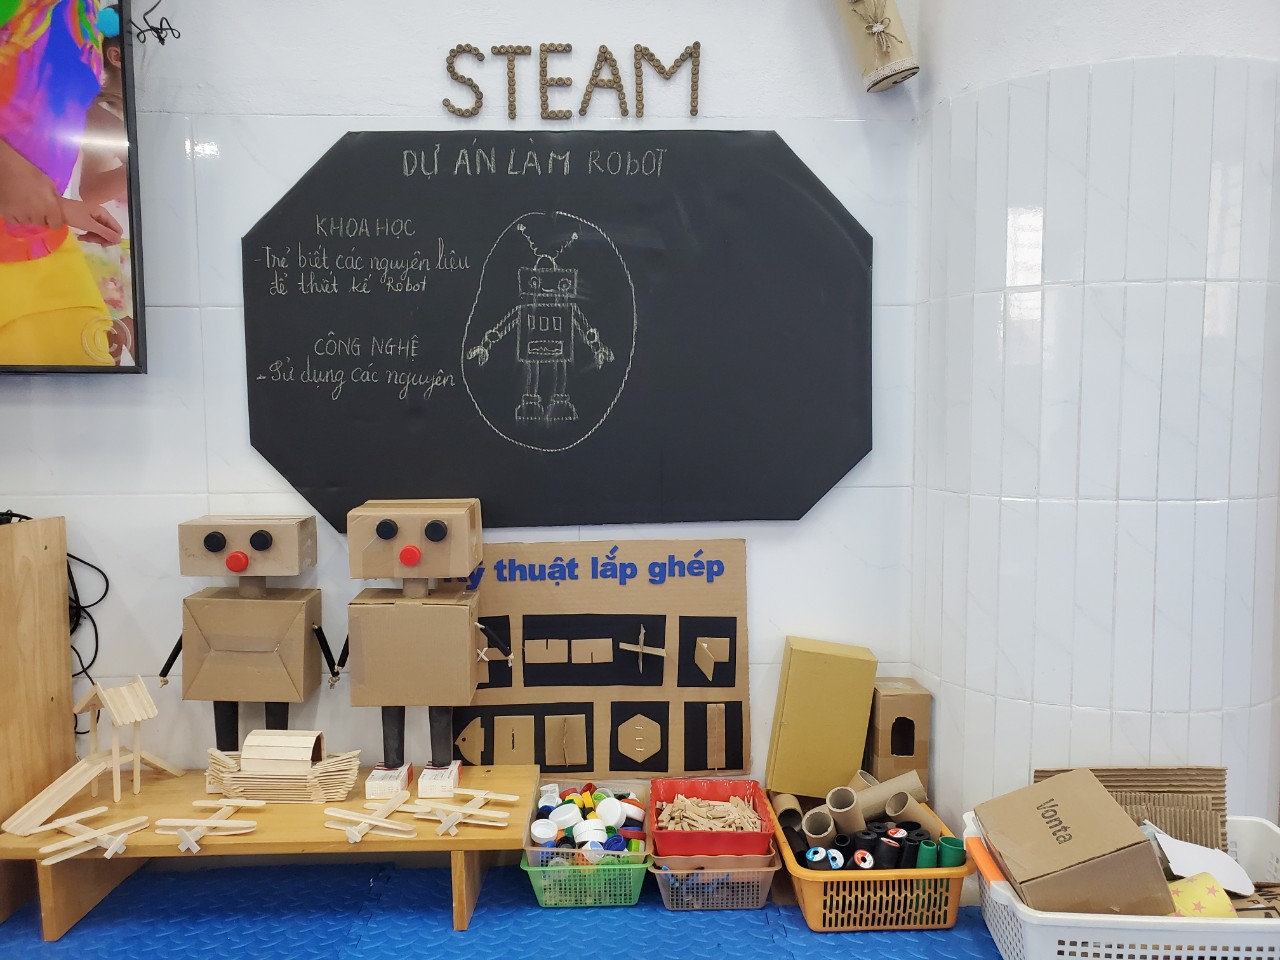 STEAM
DỰ ÁN LÀM ROBOT
KHOA HỌC
- Trẻ biết các nguyên liệu
để thiết kế Robot
CÔNG NGHỆ
- Sử dụng các nguyên
Kỹ thuật lắp ghép
Vonta